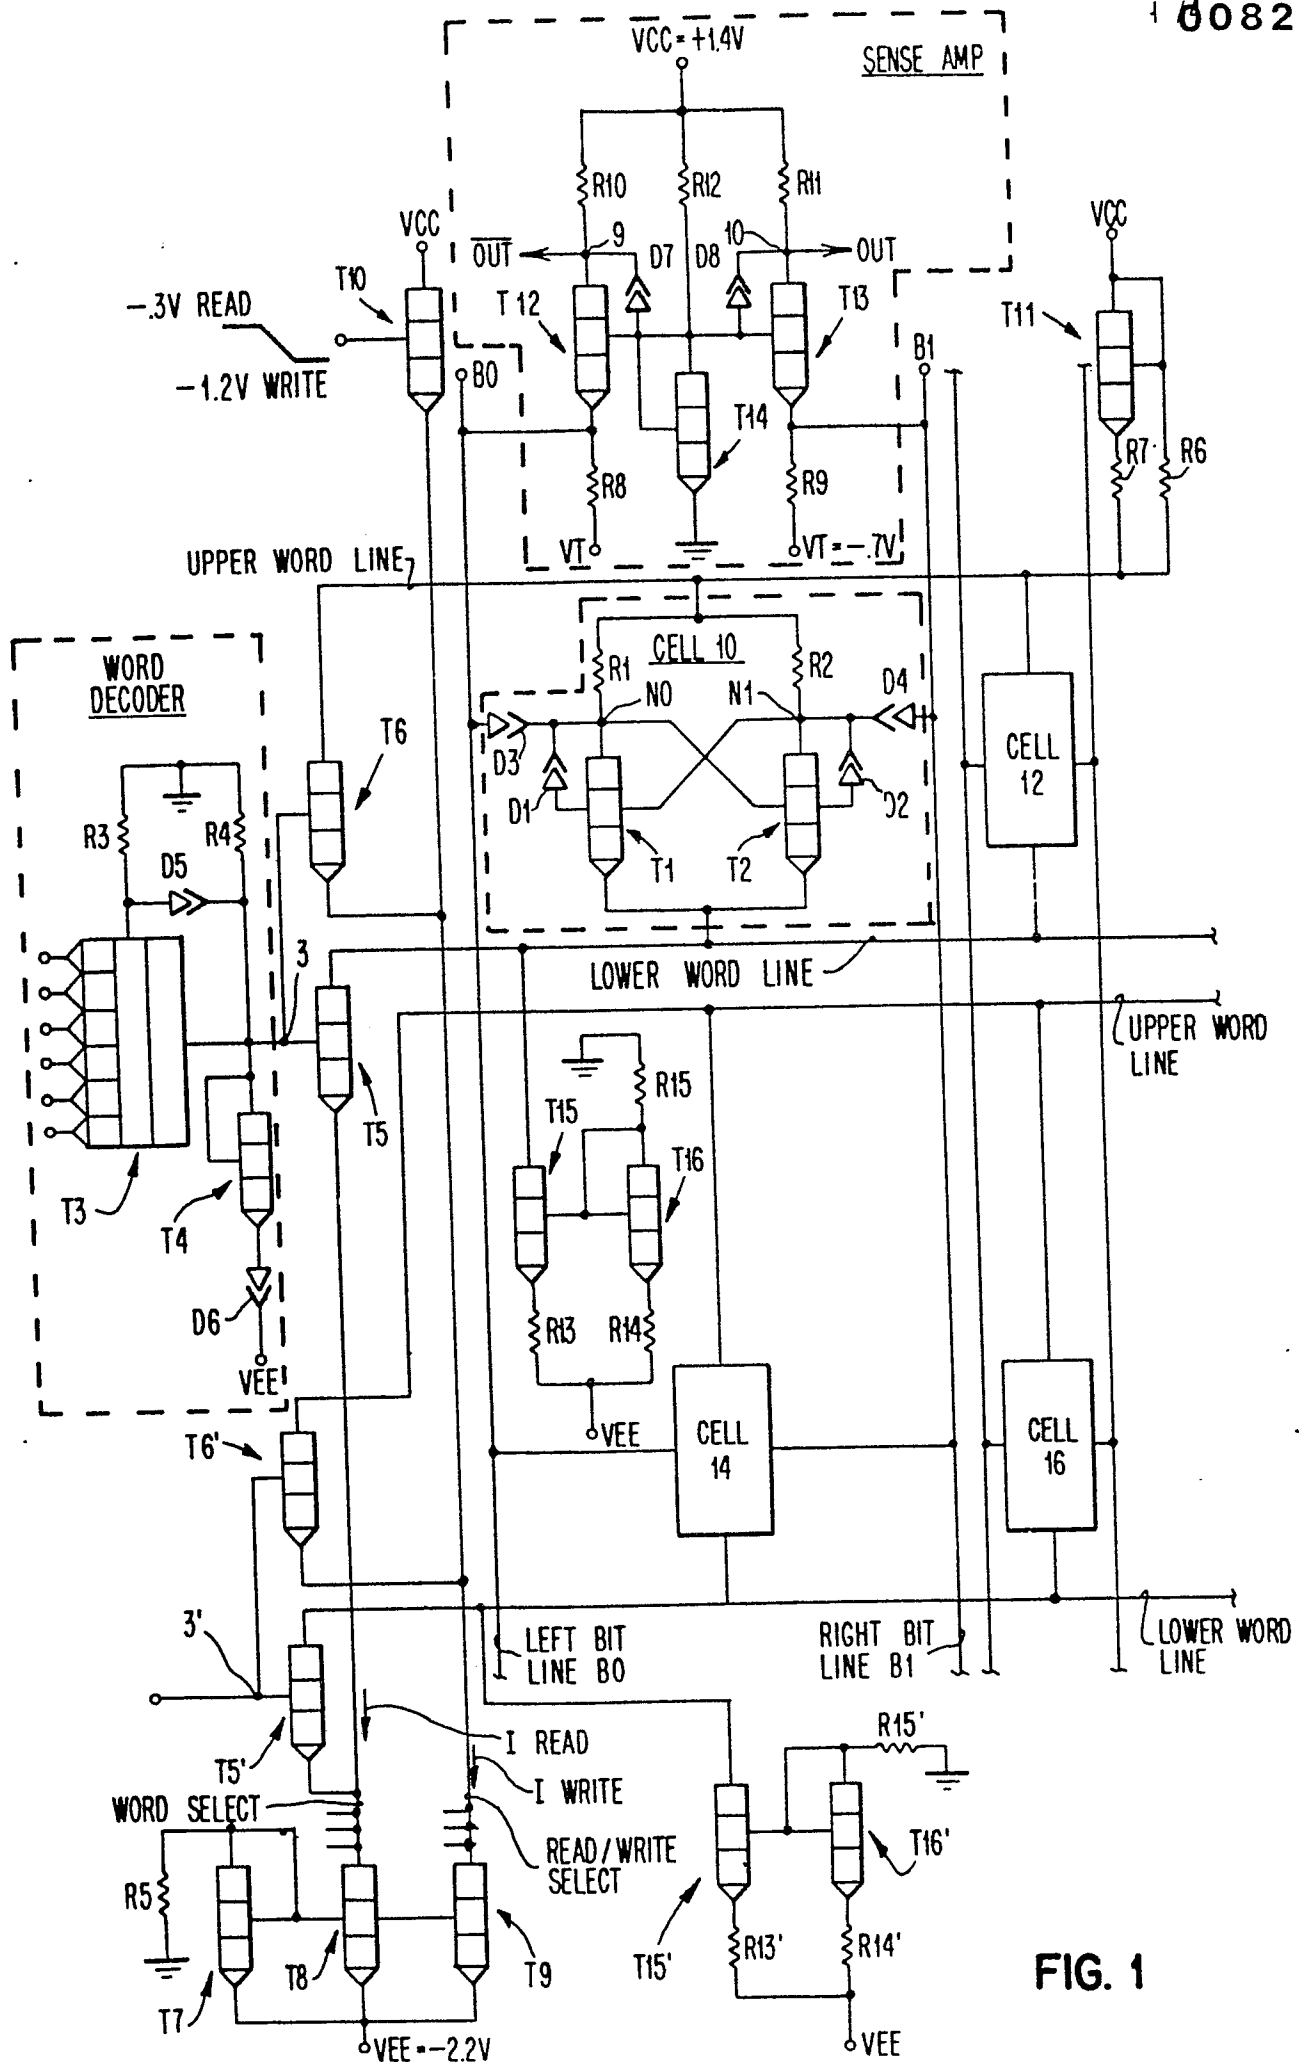 0082
VCC=+1.4V
SENSE AMP
R10
R12
R11
VCC
OUT
9
D7
D8
10
OUT
VCC
T10
-.3V READ
-1.2V WRITE
T12
T13
T11
B0
B1
T14
R8
R9
R7
R6
VT
VT=-.7V
UPPER WORD LINE
WORD
DECODER
CELL 10
R1
R2
N0
N1
D4
D3
D1
D2
T1
T2
CELL
12
T6
R3
R4
D5
3
LOWER WORD LINE
UPPER WORD
LINE
R15
T15
T16
T5
T3
T4
D6
VEE
R13
R14
VEE
CELL
14
CELL
16
T6'
3'
LEFT BIT
LINE B0
RIGHT BIT
LINE B1
LOWER WORD
LINE
T5'
I READ
I WRITE
WORD SELECT
READ/WRITE
SELECT
R15'
T16'
R5
T7
T8
T9
T15'
R13'
R14'
VEE=-2.2V
VEE
FIG. 1